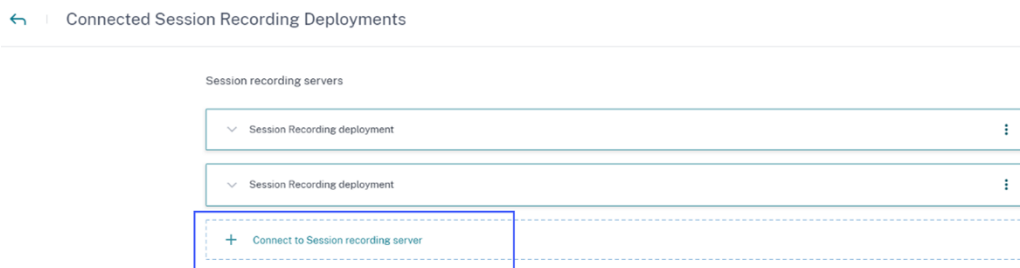 Connected Session Recording Deployments
Session recording servers
Session Recording deployment
Session Recording deployment
Connect to Session recording server